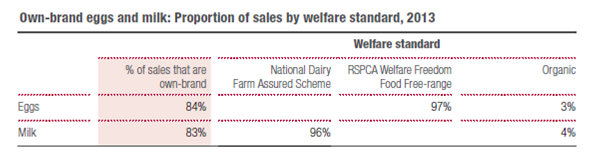 Own-brand eggs and milk: Proportion of sales by welfare standard, 2013
Welfare standard
% of sales that are own-brand National Dairy Farm Assured Scheme RSPCA Welfare Freedom Food Free-range Organic
Eggs 84% 97% 3%
Milk 83% 96% 4%